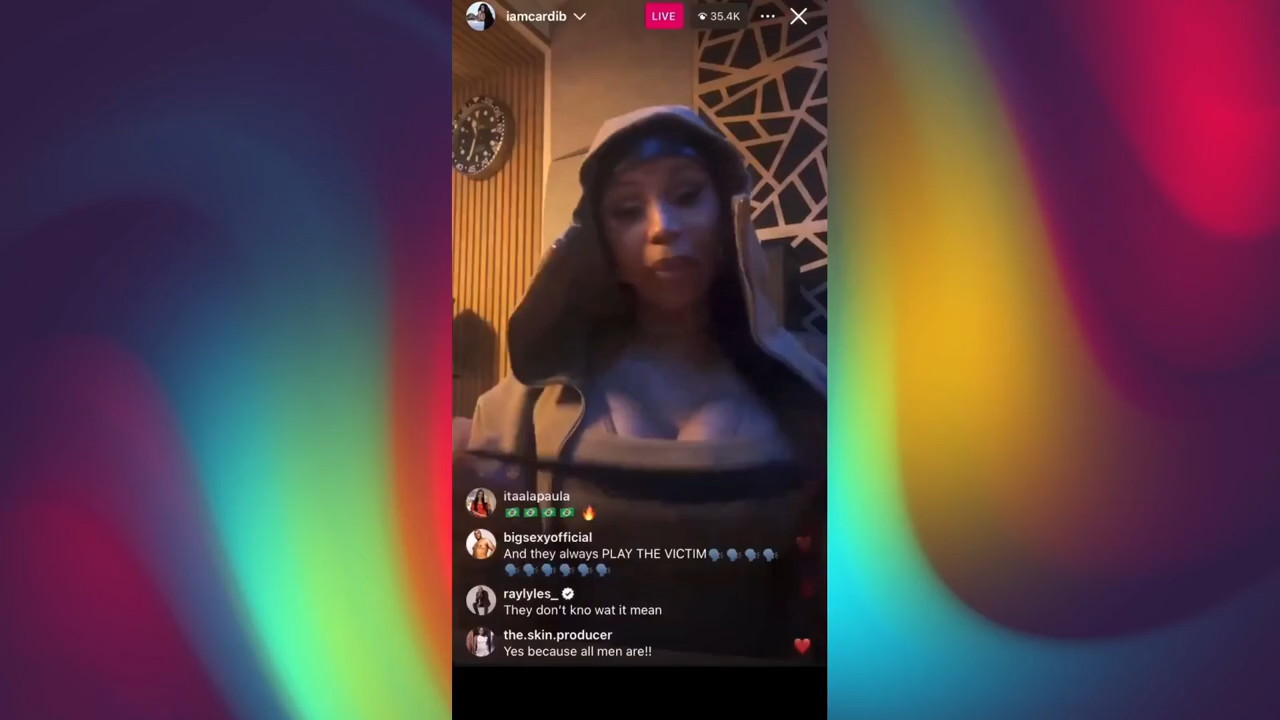 iamcardib
LIVE
35.4K
itaalapaula
🇧🇷 🇧🇷 🇧🇷 🇧🇷 🔥
bigsexyofficial
And they always PLAY THE VICTIM🗣🗣🗣🗣
🗣🗣🗣🗣🗣
raylyles_
They don't kno wat it mean
the.skin.producer
Yes because all men are!!